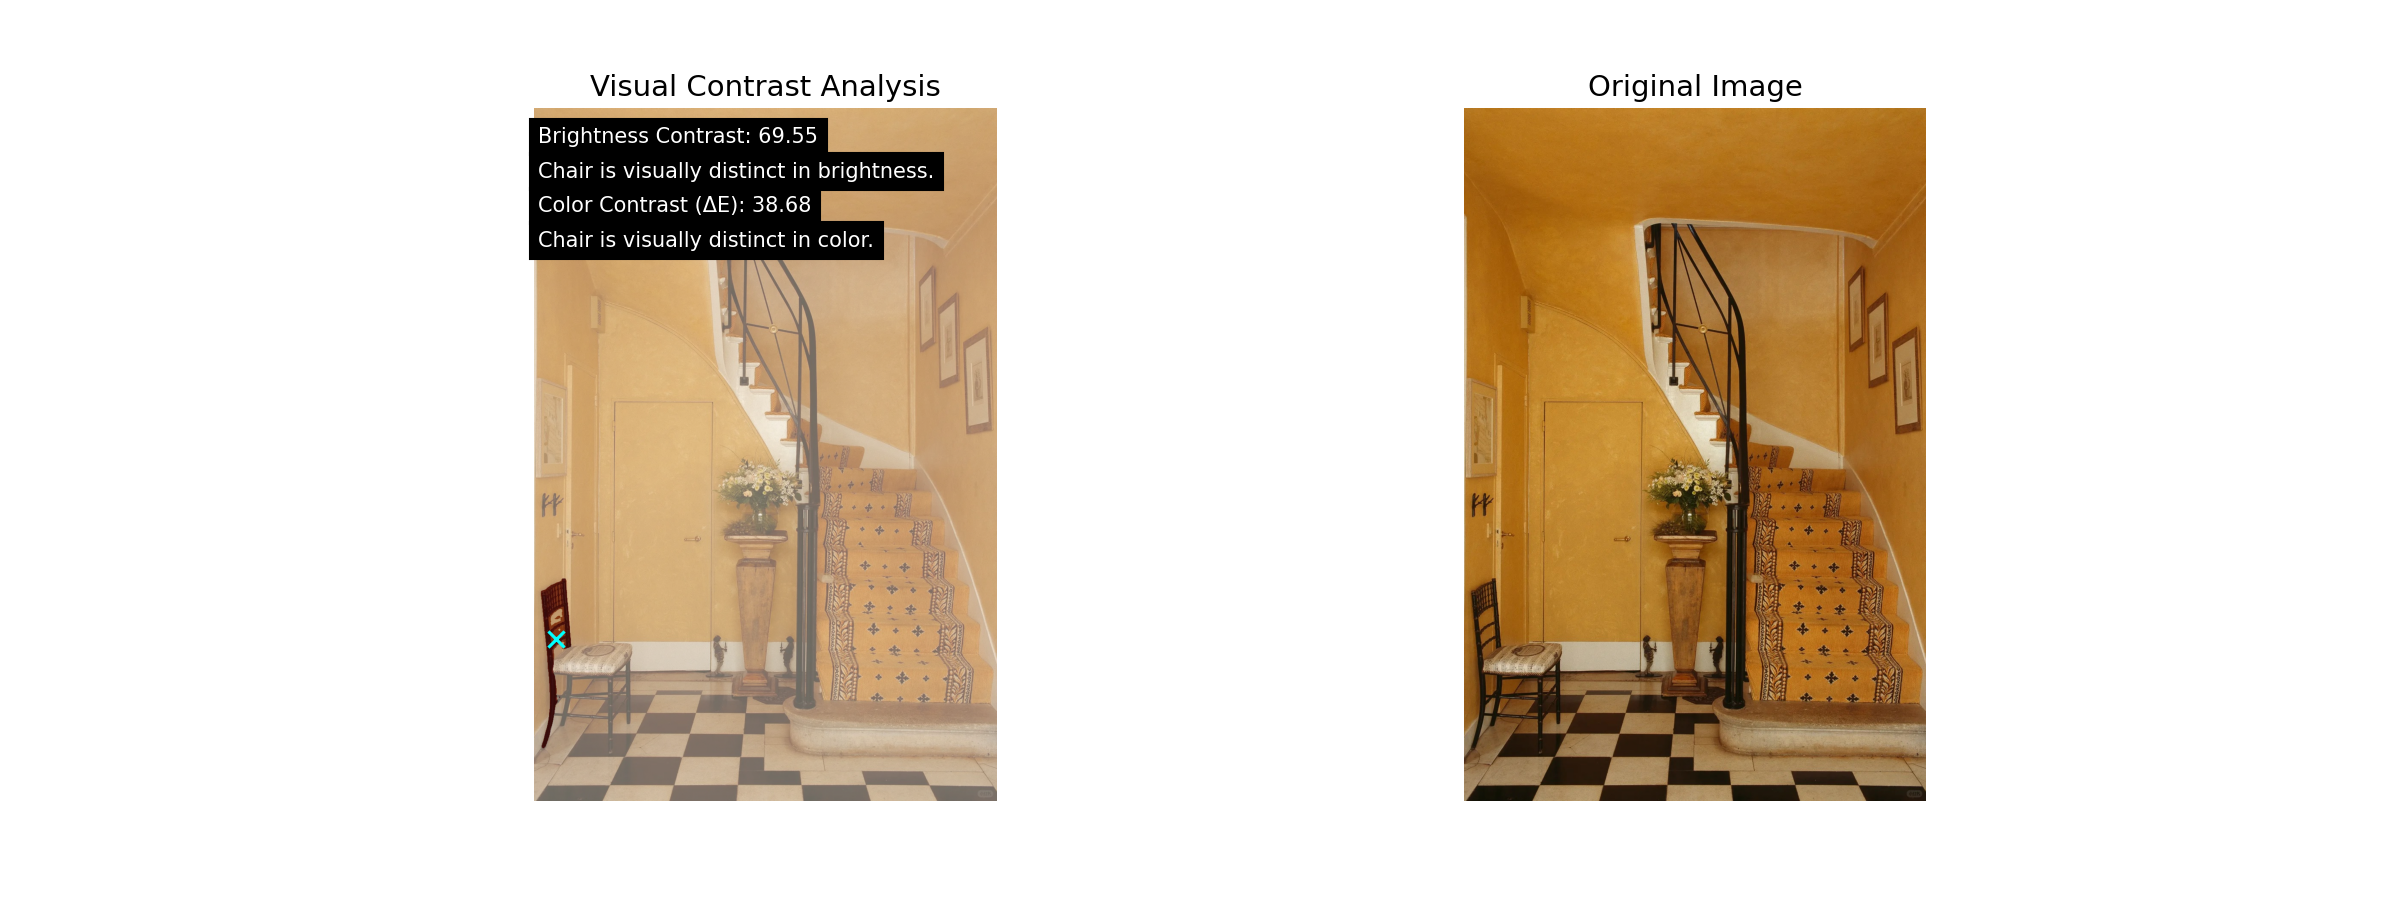 Visual Contrast Analysis
Brightness Contrast: 69.55
Chair is visually distinct in brightness.
Color Contrast (ΔE): 38.68
Chair is visually distinct in color.
Original Image